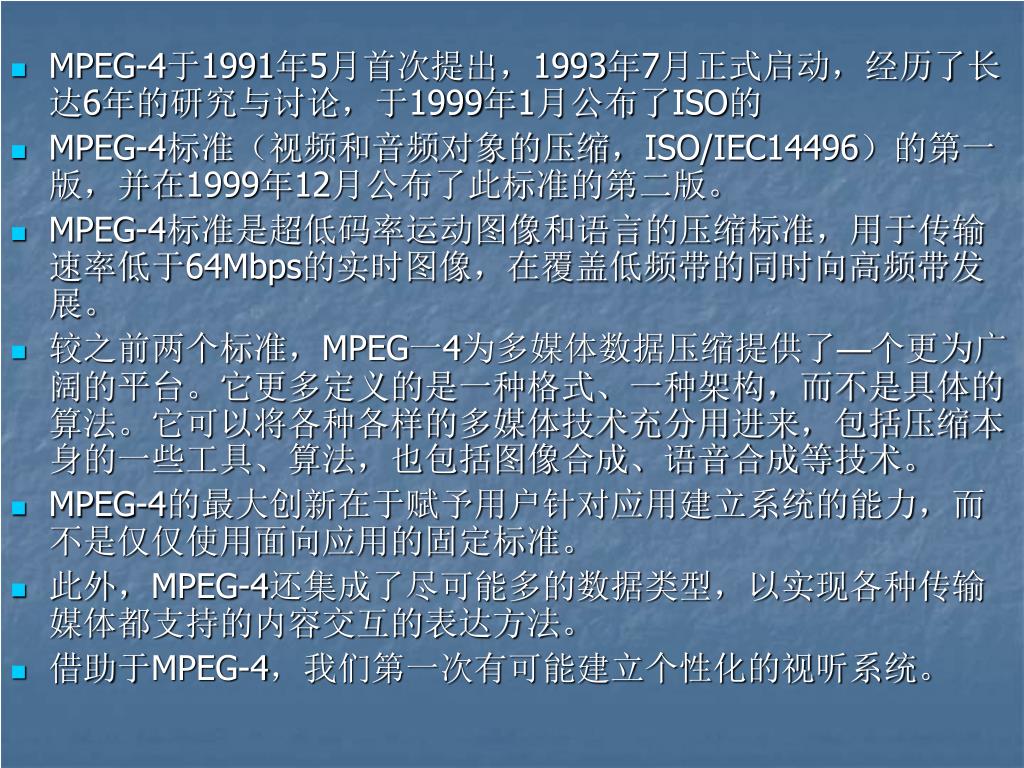 MPEG-4于1991年5月首次提出，1993年7月正式启动，经历了长
达6年的研究与讨论，于1999年1月公布了ISO的
MPEG-4标准（视频和音频对象的压缩，ISO/IEC14496）的第一
版，并在1999年12月公布了此标准的第二版。
MPEG-4标准是超低码率运动图像和语言的压缩标准，用于传输
速率低于64Mbps的实时图像，在覆盖低频带的同时向高频带发
展。
较之前两个标准，MPEG一4为多媒体数据压缩提供了—个更为广
阔的平台。它更多定义的是一种格式、一种架构，而不是具体的
算法。它可以将各种各样的多媒体技术充分用进来，包括压缩本
身的一些工具、算法，也包括图像合成、语音合成等技术。
MPEG-4的最大创新在于赋予用户针对应用建立系统的能力，而
不是仅仅使用面向应用的固定标准。
此外，MPEG-4还集成了尽可能多的数据类型，以实现各种传输
媒体都支持的内容交互的表达方法。
借助于MPEG-4，我们第一次有可能建立个性化的视听系统。